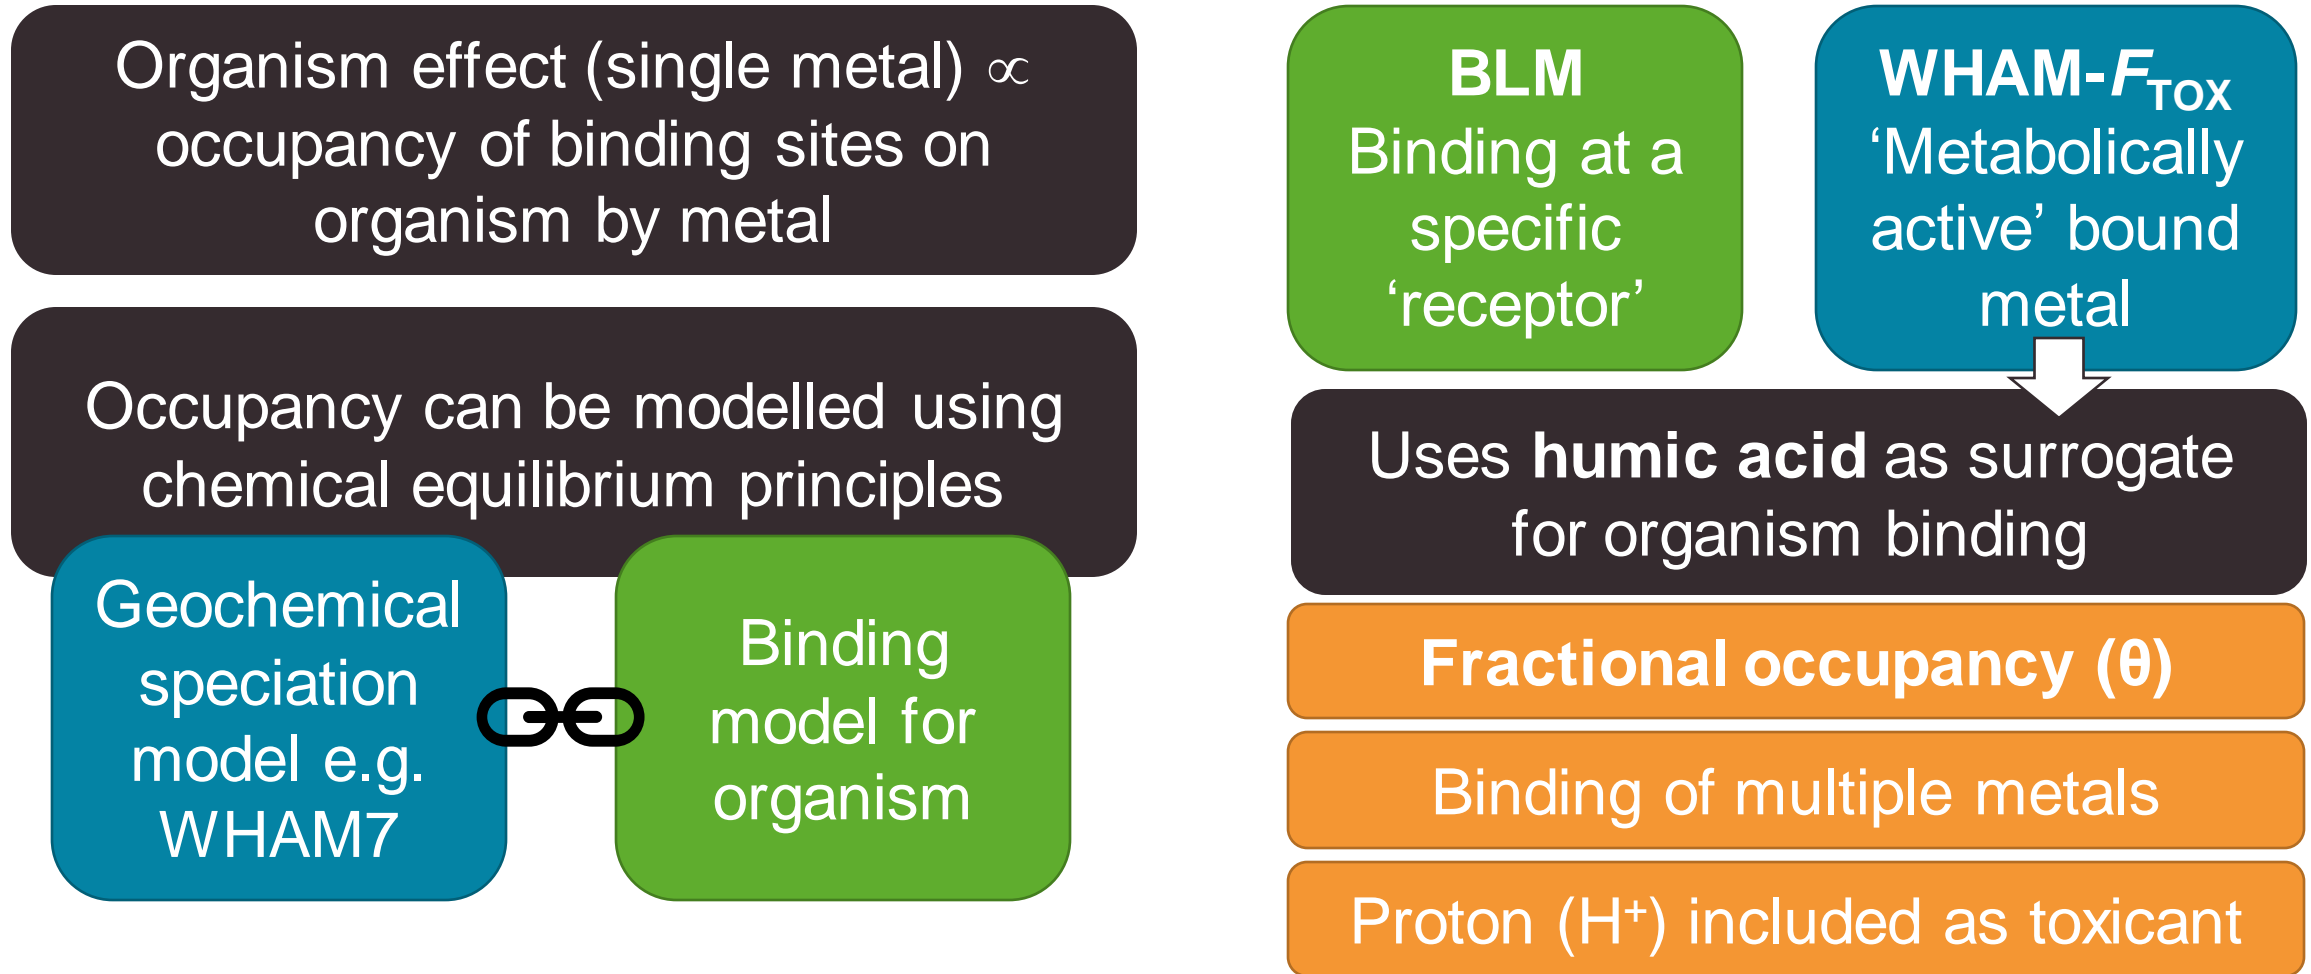 Organism effect (single metal) ∝
occupancy of binding sites on
organism by metal
Occupancy can be modelled using
chemical equilibrium principles
Geochemical
speciation
model e.g.
WHAM7
Binding
model for
organism
BLM
Binding at a
specific
‘receptor’
WHAM-FTOX
‘Metabolically
active’ bound
metal
Uses humic acid as surrogate
for organism binding
Fractional occupancy (θ)
Binding of multiple metals
Proton (H⁺) included as toxicant